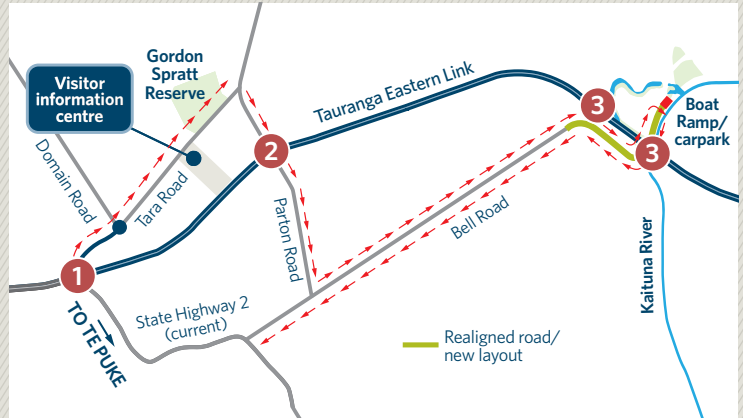 Gordon
Spratt
Reserve
Visitor
information
centre
Tauranga Eastern Link
3
Boat
Ramp/
carpark
2
3
Domain Road
Tara Road
Parton Road
Bell Road
Kaituna River
1
TO TE PUKE
State Highway 2
(current)
Realigned road/
new layout